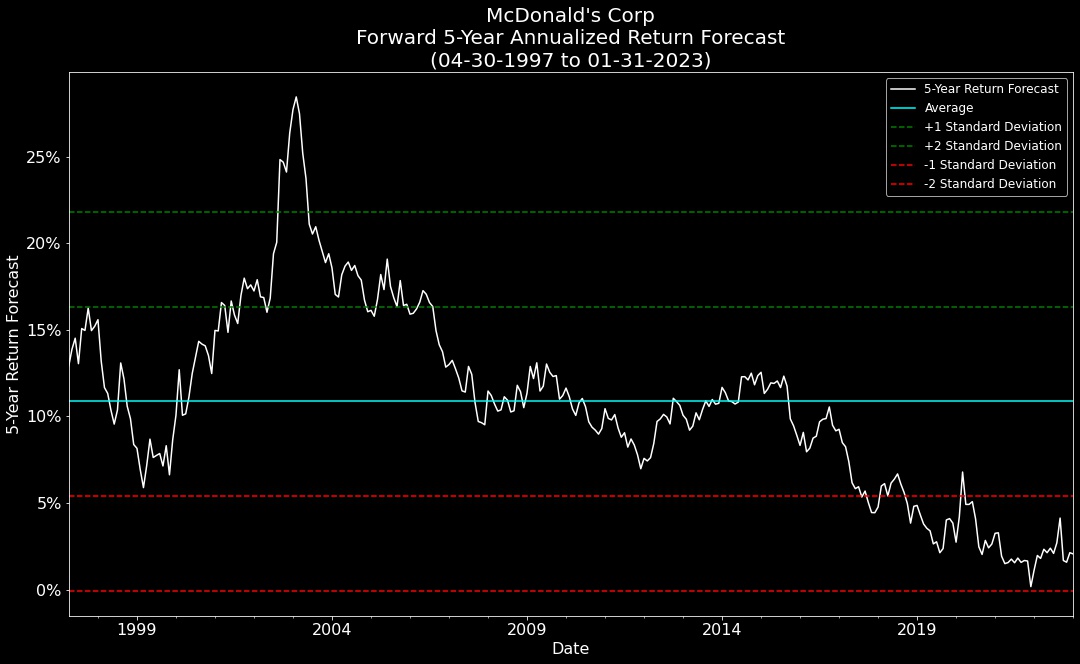 McDonald's Corp
Forward 5-Year Annualized Return Forecast
(04-30-1997 to 01-31-2023)
5-Year Return Forecast
Average
+1 Standard Deviation
+2 Standard Deviation
-1 Standard Deviation
-2 Standard Deviation
5-Year Return Forecast
25%
20%
15%
10%
5%
0%
1999
2004
2009
2014
2019
Date